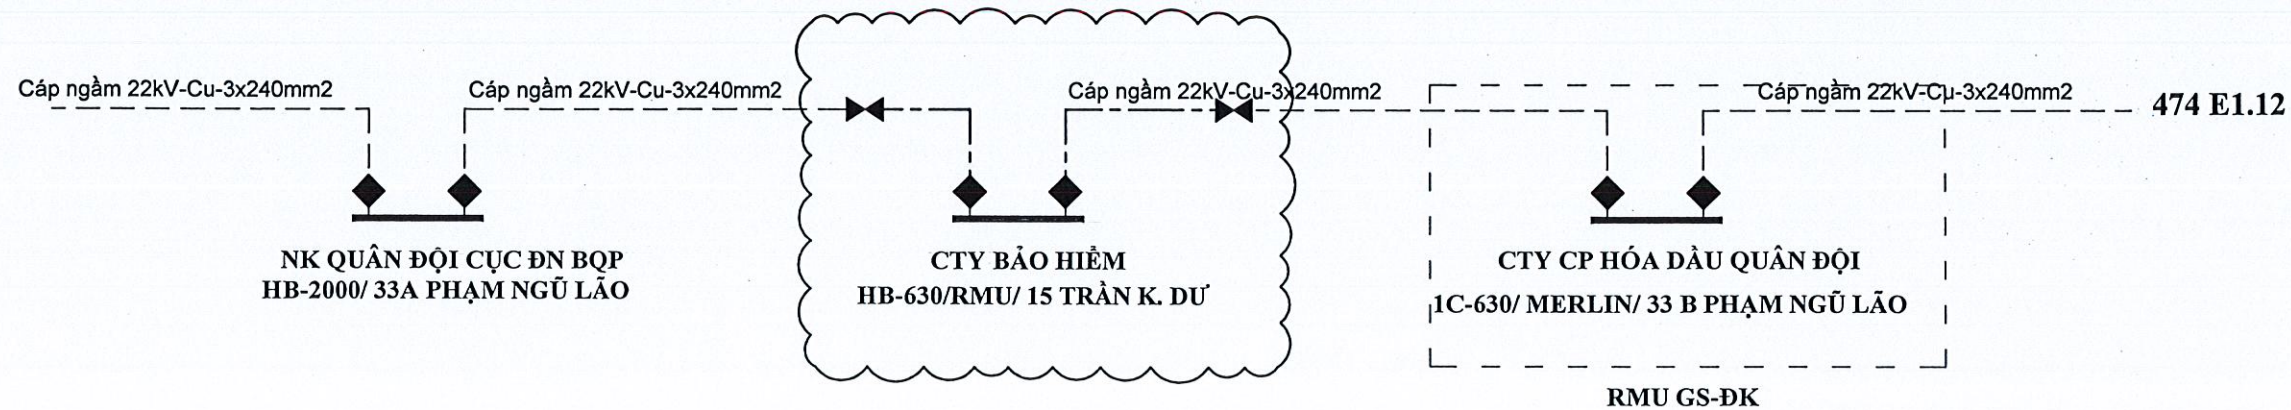 Cáp ngầm 22kV-Cu-3x240mm2
Cáp ngầm 22kV-Cu-3x240mm2
Cáp ngầm 22kV-Cu-3x240mm2
Cáp ngầm 22kV-Cu-3x240mm2
474 E1.12
NK QUÂN ĐỘI CỤC ĐN BQP
HB-2000/ 33A PHẠM NGŨ LÃO
CTY BẢO HIỂM
HB-630/RMU/ 15 TRẦN K. DƯ
CTY CP HÓA DẦU QUÂN ĐỘI
1C-630/ MERLIN/ 33 B PHẠM NGŨ LÃO
RMU GS-ĐK